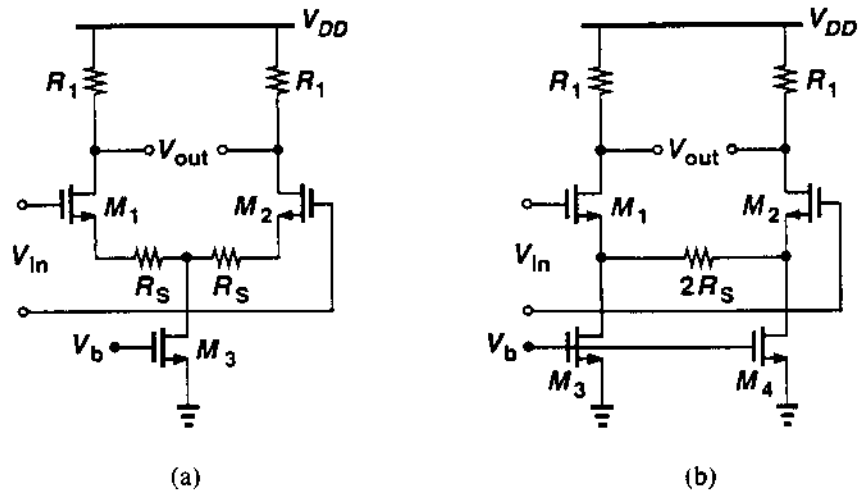 V_DD
R_1 R_1
V_out
M_1 M_2
V_in
R_S R_S
V_b M_3
(a)
V_DD
R_1 R_1
V_out
M_1 M_2
V_in
2R_S
V_b
M_3 M_4
(b)